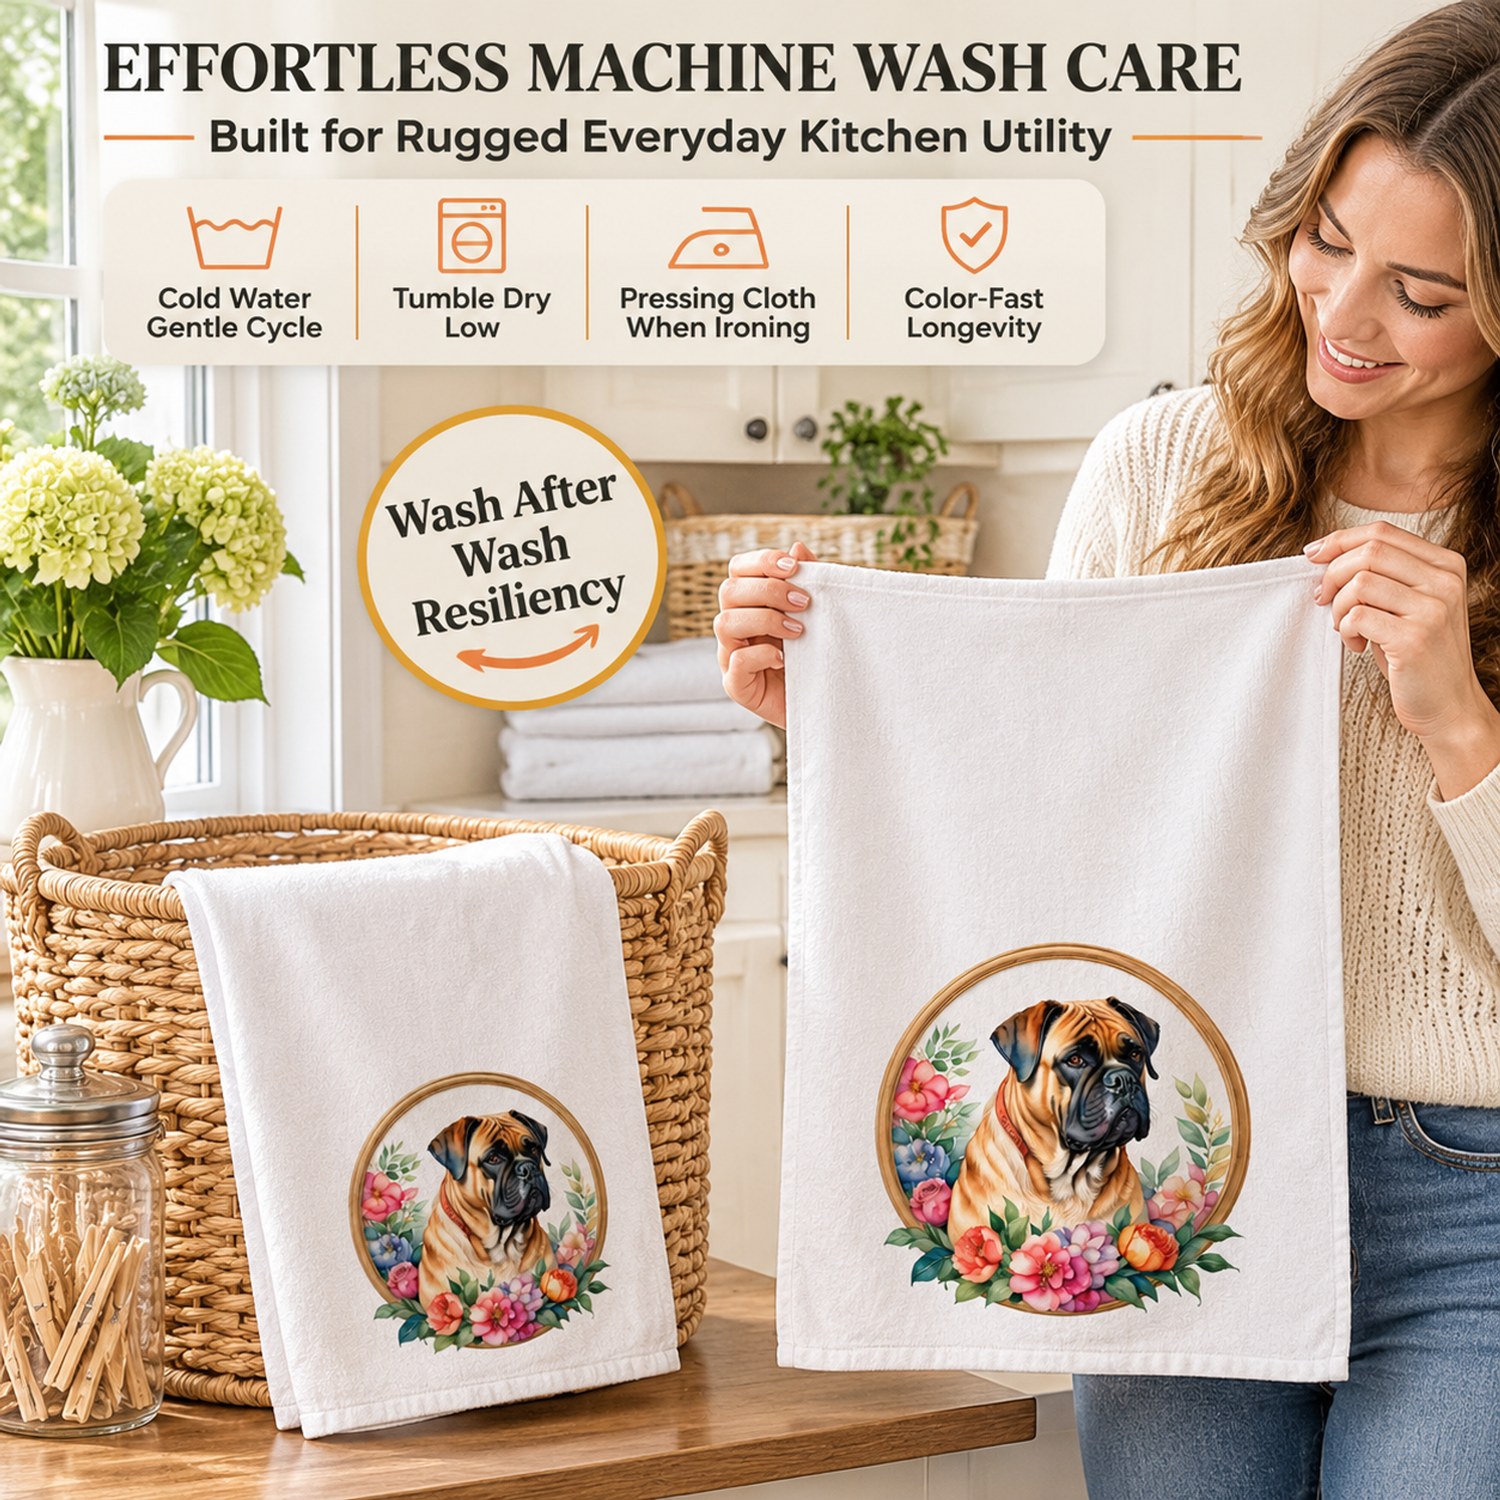 EFFORTLESS MACHINE WASH CARE
Built for Rugged Everyday Kitchen Utility
Cold Water
Gentle Cycle
Tumble Dry
Low
Pressing Cloth
When Ironing
Color-Fast
Longevity
Wash After
Wash
Resiliency